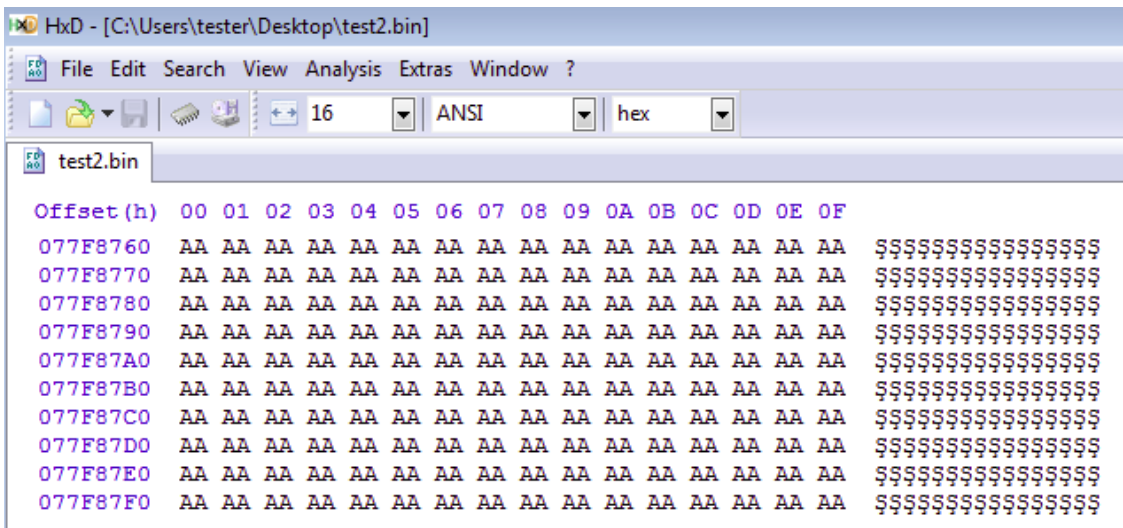 HxD - [C:\Users\tester\Desktop\test2.bin]
File Edit Search View Analysis Extras Window ?
16 ANSI hex
test2.bin
Offset(h) 00 01 02 03 04 05 06 07 08 09 0A 0B 0C 0D 0E 0F
077F8760 AA AA AA AA AA AA AA AA AA AA AA AA AA AA AA AA ŞŞŞŞŞŞŞŞŞŞŞŞŞŞŞŞ
077F8770 AA AA AA AA AA AA AA AA AA AA AA AA AA AA AA AA ŞŞŞŞŞŞŞŞŞŞŞŞŞŞŞŞ
077F8780 AA AA AA AA AA AA AA AA AA AA AA AA AA AA AA AA ŞŞŞŞŞŞŞŞŞŞŞŞŞŞŞŞ
077F8790 AA AA AA AA AA AA AA AA AA AA AA AA AA AA AA AA ŞŞŞŞŞŞŞŞŞŞŞŞŞŞŞŞ
077F87A0 AA AA AA AA AA AA AA AA AA AA AA AA AA AA AA AA ŞŞŞŞŞŞŞŞŞŞŞŞŞŞŞŞ
077F87B0 AA AA AA AA AA AA AA AA AA AA AA AA AA AA AA AA ŞŞŞŞŞŞŞŞŞŞŞŞŞŞŞŞ
077F87C0 AA AA AA AA AA AA AA AA AA AA AA AA AA AA AA AA ŞŞŞŞŞŞŞŞŞŞŞŞŞŞŞŞ
077F87D0 AA AA AA AA AA AA AA AA AA AA AA AA AA AA AA AA ŞŞŞŞŞŞŞŞŞŞŞŞŞŞŞŞ
077F87E0 AA AA AA AA AA AA AA AA AA AA AA AA AA AA AA AA ŞŞŞŞŞŞŞŞŞŞŞŞŞŞŞŞ
077F87F0 AA AA AA AA AA AA AA AA AA AA AA AA AA AA AA AA ŞŞŞŞŞŞŞŞŞŞŞŞŞŞŞŞ